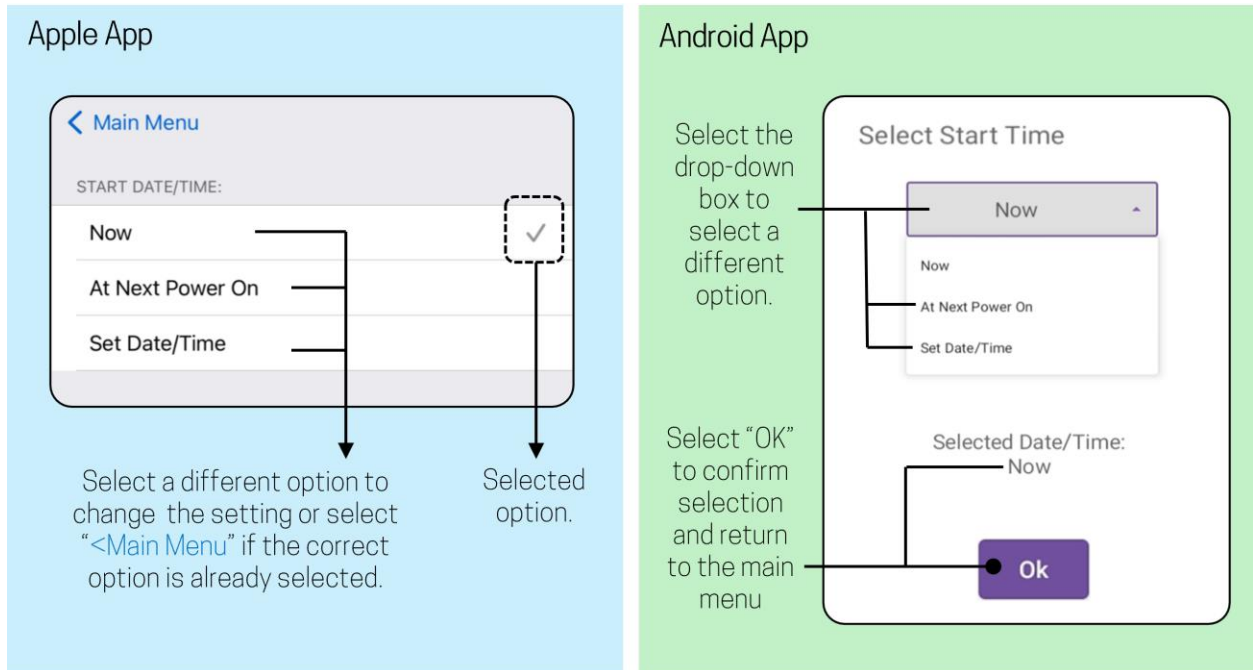 Apple App
< Main Menu
START DATE/TIME:
Now
At Next Power On
Set Date/Time
Select a different option to
change the setting or select
“<Main Menu” if the correct
option is already selected.
Selected
option.
Android App
Select the
drop-down
box to
select a
different
option.
Select Start Time
Now
Now
At Next Power On
Set Date/Time
Select “OK”
to confirm
selection
and return
to the main
menu
Selected Date/Time:
Now
Ok